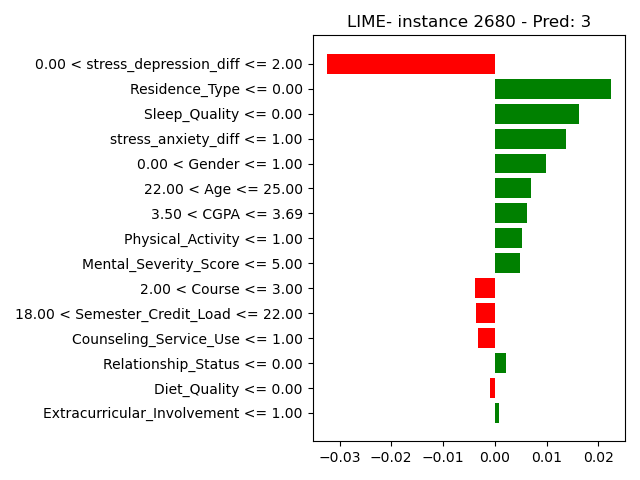 LIME- instance 2680 - Pred: 3
0.00 < stress_depression_diff <= 2.00
Residence_Type <= 0.00
Sleep_Quality <= 0.00
stress_anxiety_diff <= 1.00
0.00 < Gender <= 1.00
22.00 < Age <= 25.00
3.50 < CGPA <= 3.69
Physical_Activity <= 1.00
Mental_Severity_Score <= 5.00
2.00 < Course <= 3.00
18.00 < Semester_Credit_Load <= 22.00
Counseling_Service_Use <= 1.00
Relationship_Status <= 0.00
Diet_Quality <= 0.00
Extracurricular_Involvement <= 1.00
−0.03 −0.02 −0.01 0.00 0.01 0.02